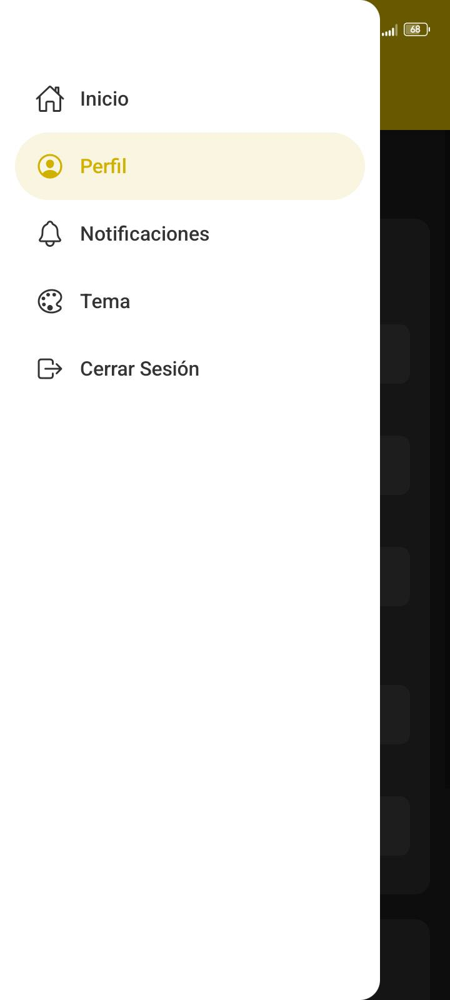 68
Inicio
Perfil
Notificaciones
Tema
Cerrar Sesión